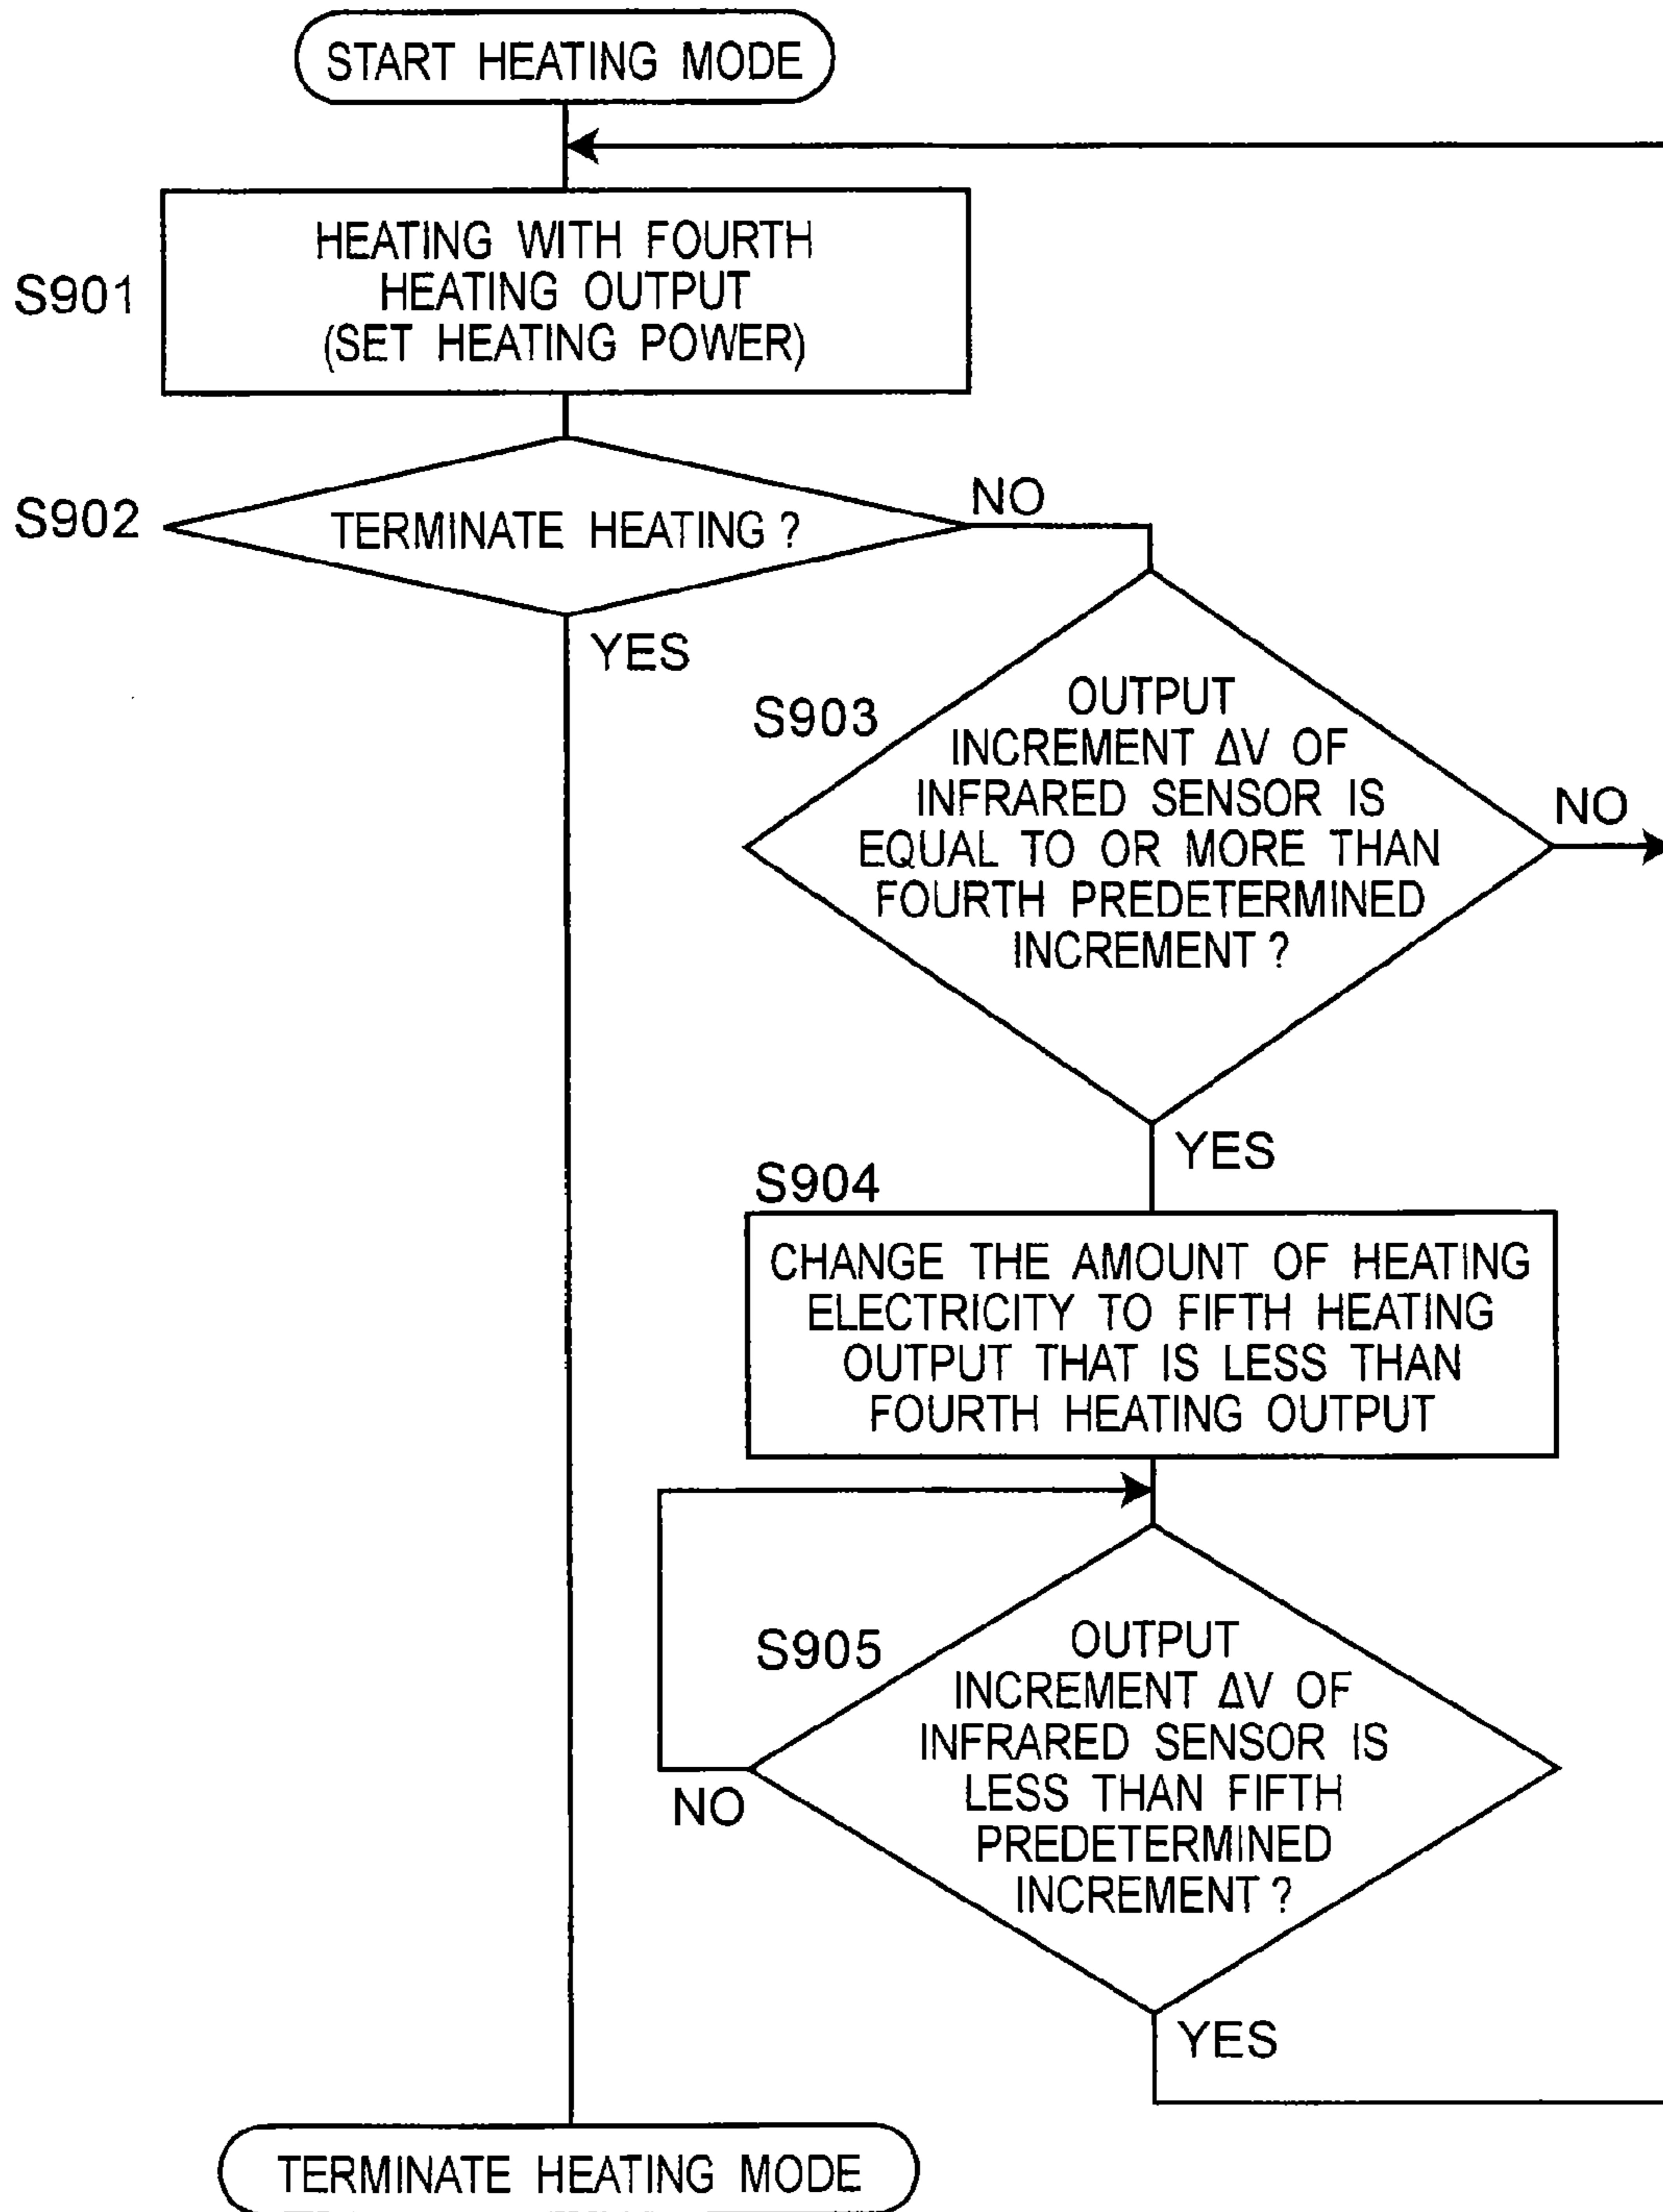 START HEATING MODE
S901
HEATING WITH FOURTH
HEATING OUTPUT
(SET HEATING POWER)
S902
TERMINATE HEATING ?
NO
YES
S903
OUTPUT
INCREMENT ΔV OF
INFRARED SENSOR IS
EQUAL TO OR MORE THAN
FOURTH PREDETERMINED
INCREMENT ?
NO
YES
S904
CHANGE THE AMOUNT OF HEATING
ELECTRICITY TO FIFTH HEATING
OUTPUT THAT IS LESS THAN
FOURTH HEATING OUTPUT
S905
OUTPUT
INCREMENT ΔV OF
INFRARED SENSOR IS
LESS THAN FIFTH
PREDETERMINED
INCREMENT ?
NO
YES
TERMINATE HEATING MODE